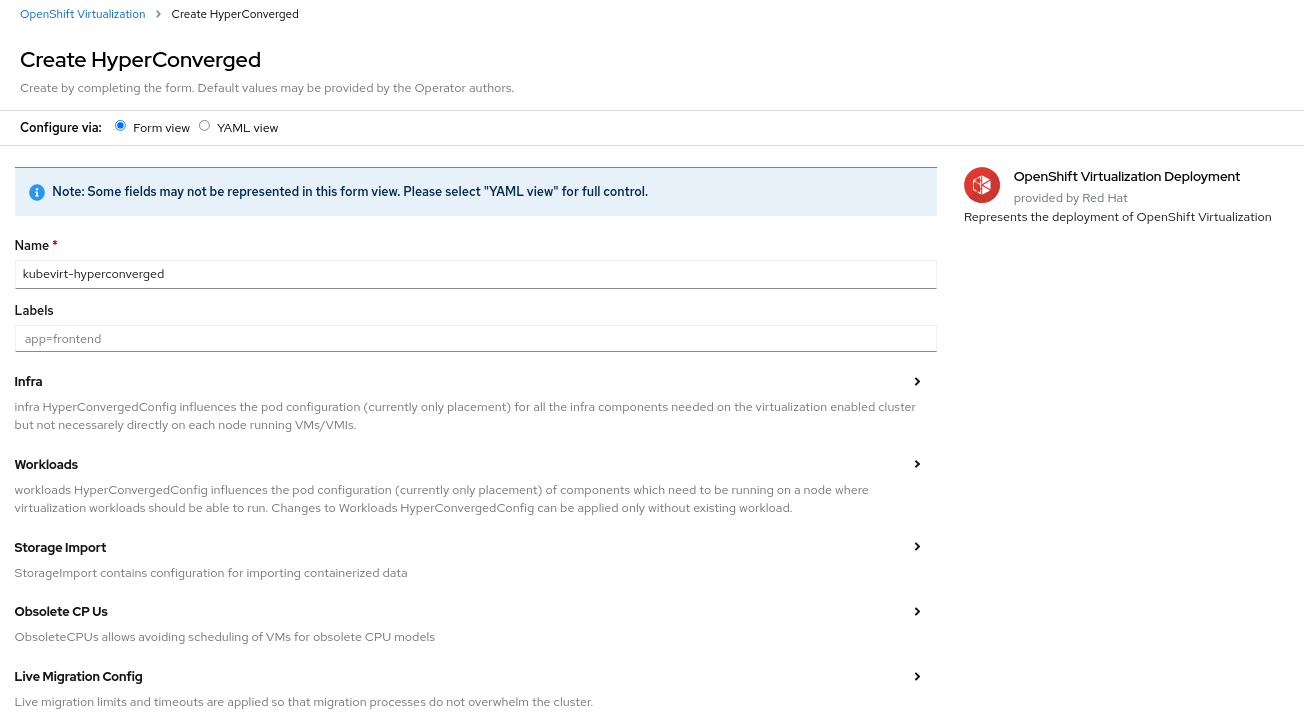 OpenShift Virtualization > Create HyperConverged
Create HyperConverged
Create by completing the form. Default values may be provided by the Operator authors.
Configure via: Form view YAML view
Note: Some fields may not be represented in this form view. Please select "YAML view" for full control.
OpenShift Virtualization Deployment
provided by Red Hat
Represents the deployment of OpenShift Virtualization
Name *
kubevirt-hyperconverged
Labels
app=frontend
Infra
infra HyperConvergedConfig influences the pod configuration (currently only placement) for all the infra components needed on the virtualization enabled cluster
but not necessarely directly on each node running VMs/VMIs.
Workloads
workloads HyperConvergedConfig influences the pod configuration (currently only placement) of components which need to be running on a node where
virtualization workloads should be able to run. Changes to Workloads HyperConvergedConfig can be applied only without existing workload.
Storage Import
StorageImport contains configuration for importing containerized data
Obsolete CP Us
ObsoleteCPUs allows avoiding scheduling of VMs for obsolete CPU models
Live Migration Config
Live migration limits and timeouts are applied so that migration processes do not overwhelm the cluster.